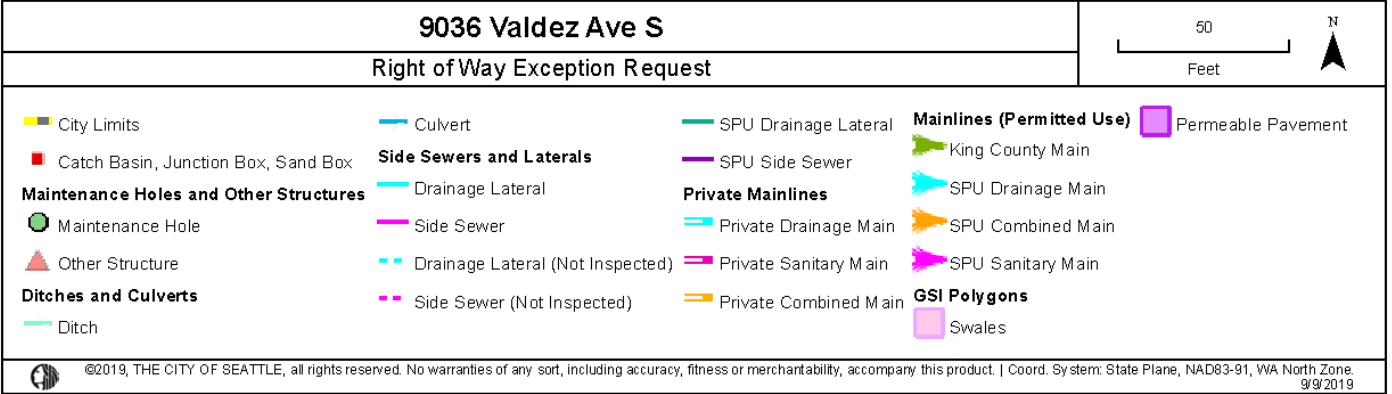 9036 Valdez Ave S
Right of Way Exception Request
50
Feet
N
City Limits
Catch Basin, Junction Box, Sand Box
Maintenance Holes and Other Structures
Maintenance Hole
Other Structure
Ditches and Culverts
Ditch
Culvert
Side Sewers and Laterals
Drainage Lateral
Side Sewer
Drainage Lateral (Not Inspected)
Side Sewer (Not Inspected)
SPU Drainage Lateral
SPU Side Sewer
Private Mainlines
Private Drainage Main
Private Sanitary Main
Private Combined Main
Mainlines (Permitted Use)
King County Main
SPU Drainage Main
SPU Combined Main
SPU Sanitary Main
GSI Polygons
Swales
Permeable Pavement
©2019, THE CITY OF SEATTLE, all rights reserved. No warranties of any sort, including accuracy, fitness or merchantability, accompany this product. | Coord. System: State Plane, NAD83-91, WA North Zone.
9/9/2019